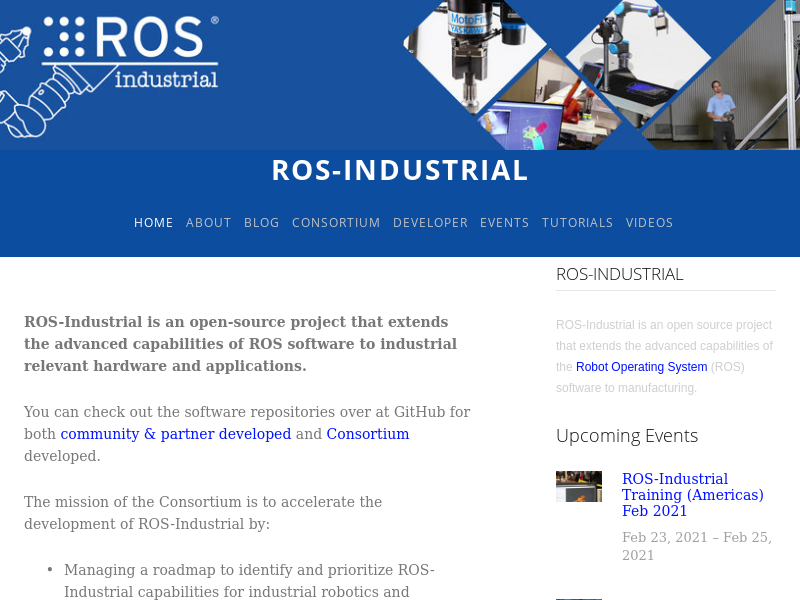 ROS®
industrial
MotoFi
YASKAWA
ROS-INDUSTRIAL
HOME ABOUT BLOG CONSORTIUM DEVELOPER EVENTS TUTORIALS VIDEOS
ROS-Industrial is an open-source project that extends
the advanced capabilities of ROS software to industrial
relevant hardware and applications.
You can check out the software repositories over at GitHub for
both community & partner developed and Consortium
developed.
The mission of the Consortium is to accelerate the
development of ROS-Industrial by:
• Managing a roadmap to identify and prioritize ROS-
Industrial capabilities for industrial robotics and
ROS-INDUSTRIAL
ROS-Industrial is an open source project
that extends the advanced capabilities of
the Robot Operating System (ROS)
software to manufacturing.
Upcoming Events
ROS-Industrial
Training (Americas)
Feb 2021
Feb 23, 2021 – Feb 25,
2021